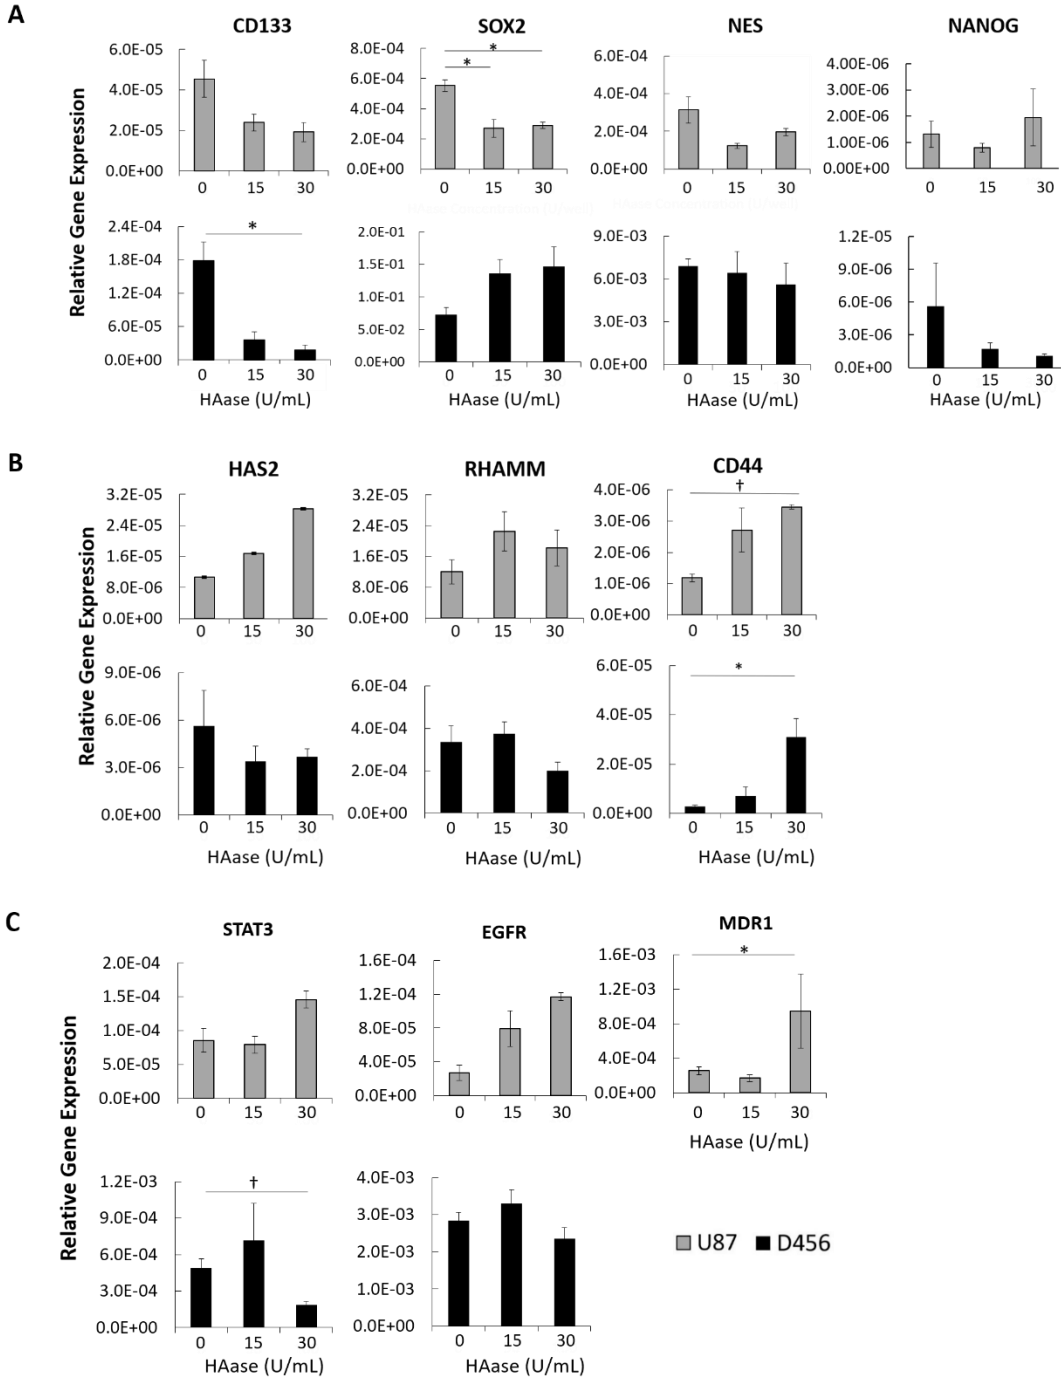 A
CD133 SOX2 NES NANOG
Relative Gene Expression
6.0E-05
4.0E-05
2.0E-05
0.0E+00
0 15 30
8.0E-04
6.0E-04
4.0E-04
2.0E-04
0.0E+00
* *
0 15 30
6.0E-04
4.0E-04
2.0E-04
0.0E+00
0 15 30
4.00E-06
3.00E-06
2.00E-06
1.00E-06
0.00E+00
0 15 30
2.4E-04
1.8E-04
1.2E-04
6.0E-05
0.0E+00
*
0 15 30
HAase (U/mL)
2.0E-01
1.5E-01
1.0E-01
5.0E-02
0.0E+00
0 15 30
HAase (U/mL)
9.0E-03
6.0E-03
3.0E-03
0.0E+00
0 15 30
HAase (U/mL)
1.2E-05
9.0E-06
6.0E-06
3.0E-06
0.0E+00
0 15 30
HAase (U/mL)
B
HAS2 RHAMM CD44
Relative Gene Expression
3.2E-05
2.4E-05
1.6E-05
8.0E-06
0.0E+00
0 15 30
3.2E-05
2.4E-05
1.6E-05
8.0E-06
0.0E+00
0 15 30
4.0E-06
3.0E-06
2.0E-06
1.0E-06
0.0E+00
†
0 15 30
9.0E-06
6.0E-06
3.0E-06
0.0E+00
0 15 30
HAase (U/mL)
6.0E-04
4.0E-04
2.0E-04
0.0E+00
0 15 30
HAase (U/mL)
6.0E-05
4.0E-05
2.0E-05
0.0E+00
*
0 15 30
HAase (U/mL)
C
STAT3 EGFR MDR1
Relative Gene Expression
2.0E-04
1.5E-04
1.0E-04
5.0E-05
0.0E+00
0 15 30
1.6E-04
1.2E-04
8.0E-05
4.0E-05
0.0E+00
0 15 30
1.6E-03
1.2E-03
8.0E-04
4.0E-04
0.0E+00
*
0 15 30
HAase (U/mL)
1.2E-03
9.0E-04
6.0E-04
3.0E-04
0.0E+00
†
0 15 30
HAase (U/mL)
4.0E-03
3.0E-03
2.0E-03
1.0E-03
0.0E+00
0 15 30
HAase (U/mL)
U87 D456